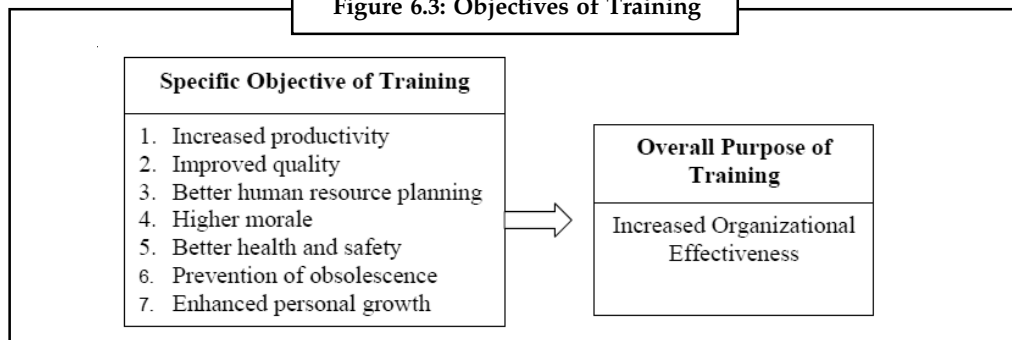 Figure 6.3: Objectives of Training
Specific Objective of Training
1. Increased productivity
2. Improved quality
3. Better human resource planning
4. Higher morale
5. Better health and safety
6. Prevention of obsolescence
7. Enhanced personal growth
Overall Purpose of
Training
Increased Organizational
Effectiveness